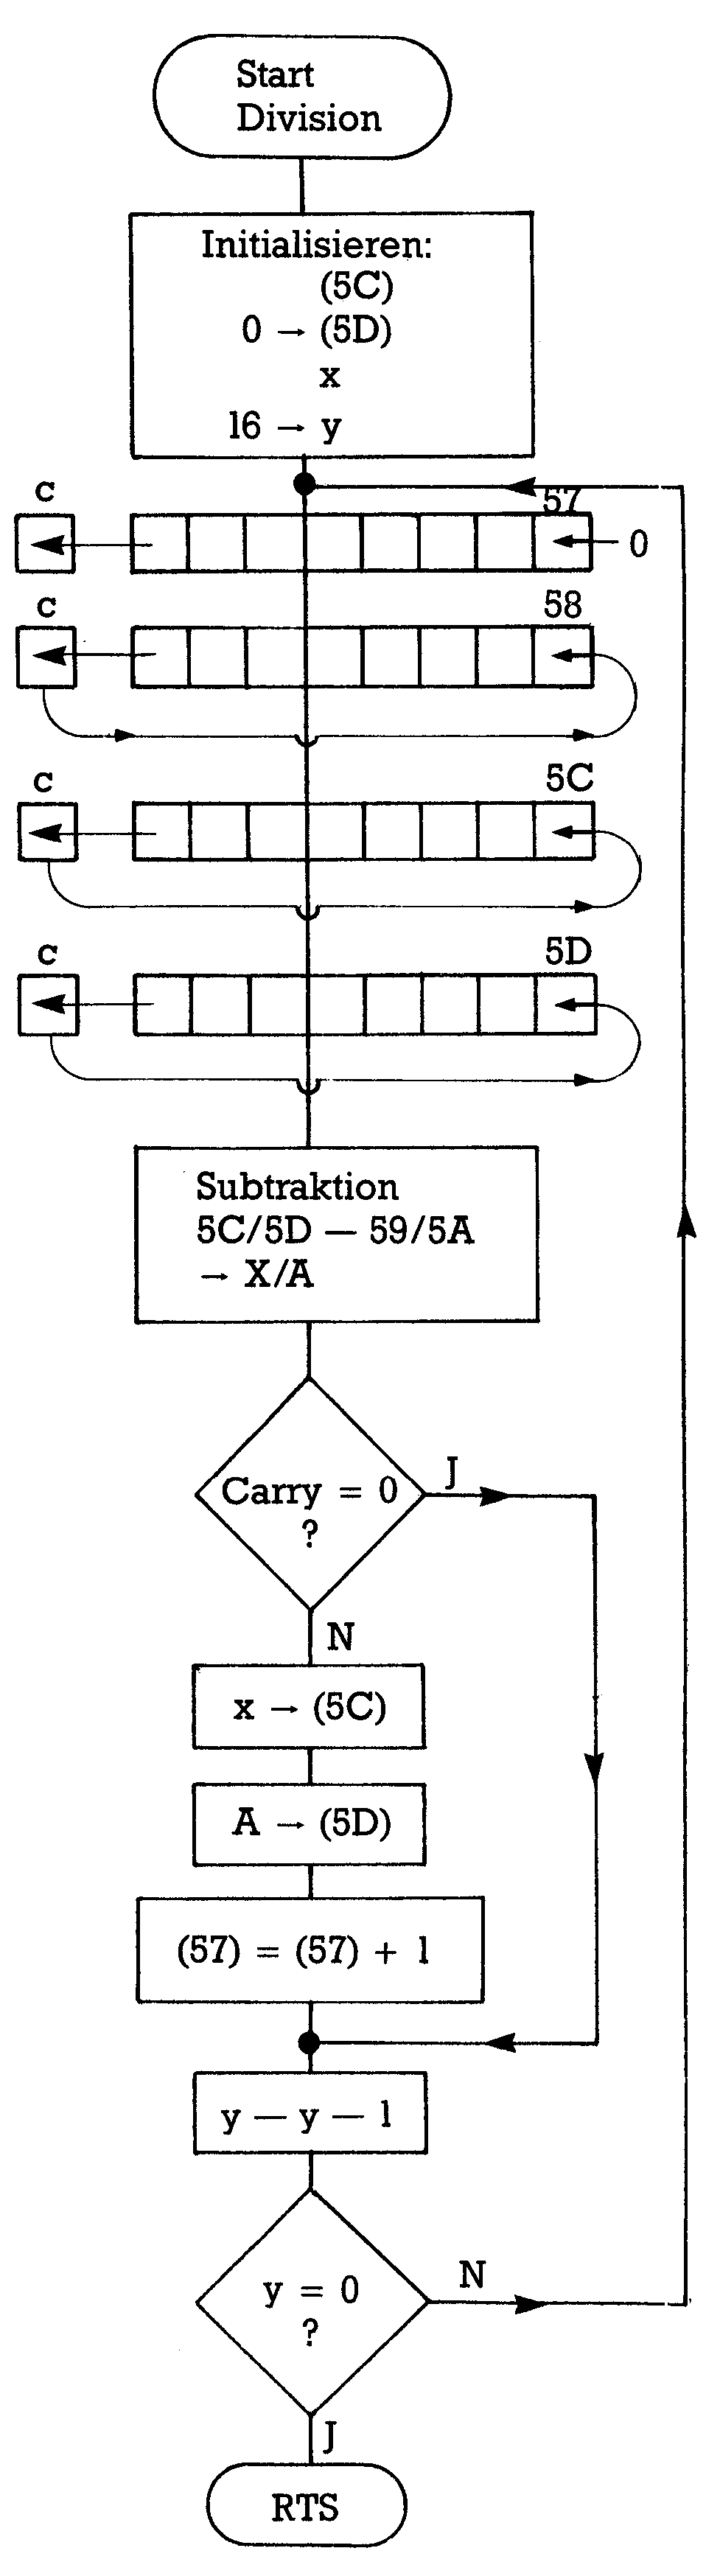 Start
Division
Initialisieren:
(5C)
0 → (5D)
x
16 → y
57
c
0
58
c
5C
c
5D
c
Subtraktion
5C/5D — 59/5A
→ X/A
J
Carry = 0
?
N
x → (5C)
A → (5D)
(57) = (57) + 1
y — y — 1
N
y = 0
?
J
RTS